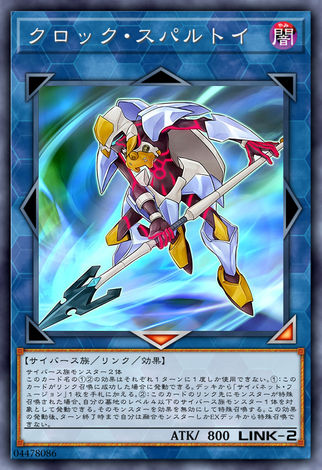 クロック・スパルトイ
やみ
闇
【サイバース族／リンク／効果】
サイバース族モンスター2体
このカード名の①②の効果はそれぞれ1ターンに1度しか使用できない。①：この
カードがリンク召喚に成功した場合に発動できる。デッキから「サイバネット・フ
ュージョン」1枚を手札に加える。②：このカードのリンク先にモンスターが特殊
召喚された場合、自分の墓地のレベル4以下のサイバース族モンスター1体を対
象として発動できる。そのモンスターを効果を無効にして特殊召喚する。この効果
の発動後、ターン終了時まで自分は融合モンスターしかEXデッキから特殊召喚で
きない。
ATK/ 800 LINK-2
04478086